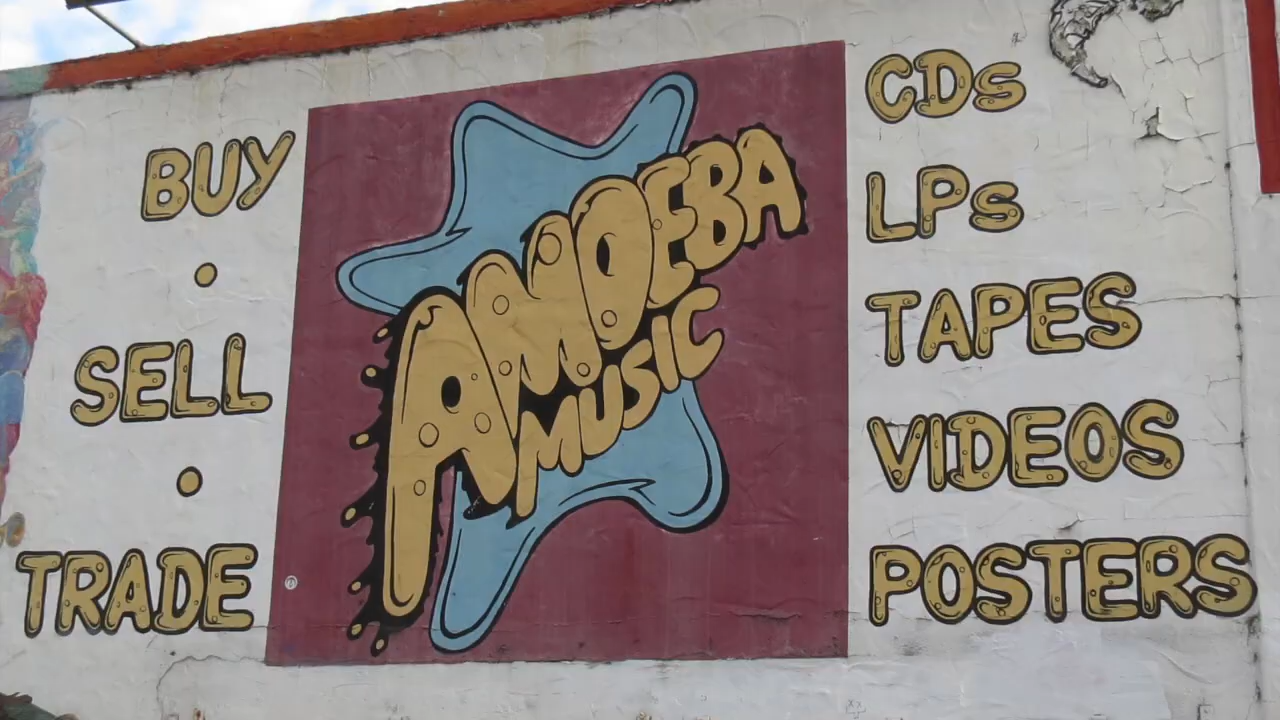 BUY
•
SELL
•
TRADE
AMOEBA
MUSIC
CDs
LPs
TAPES
VIDEOS
POSTERS